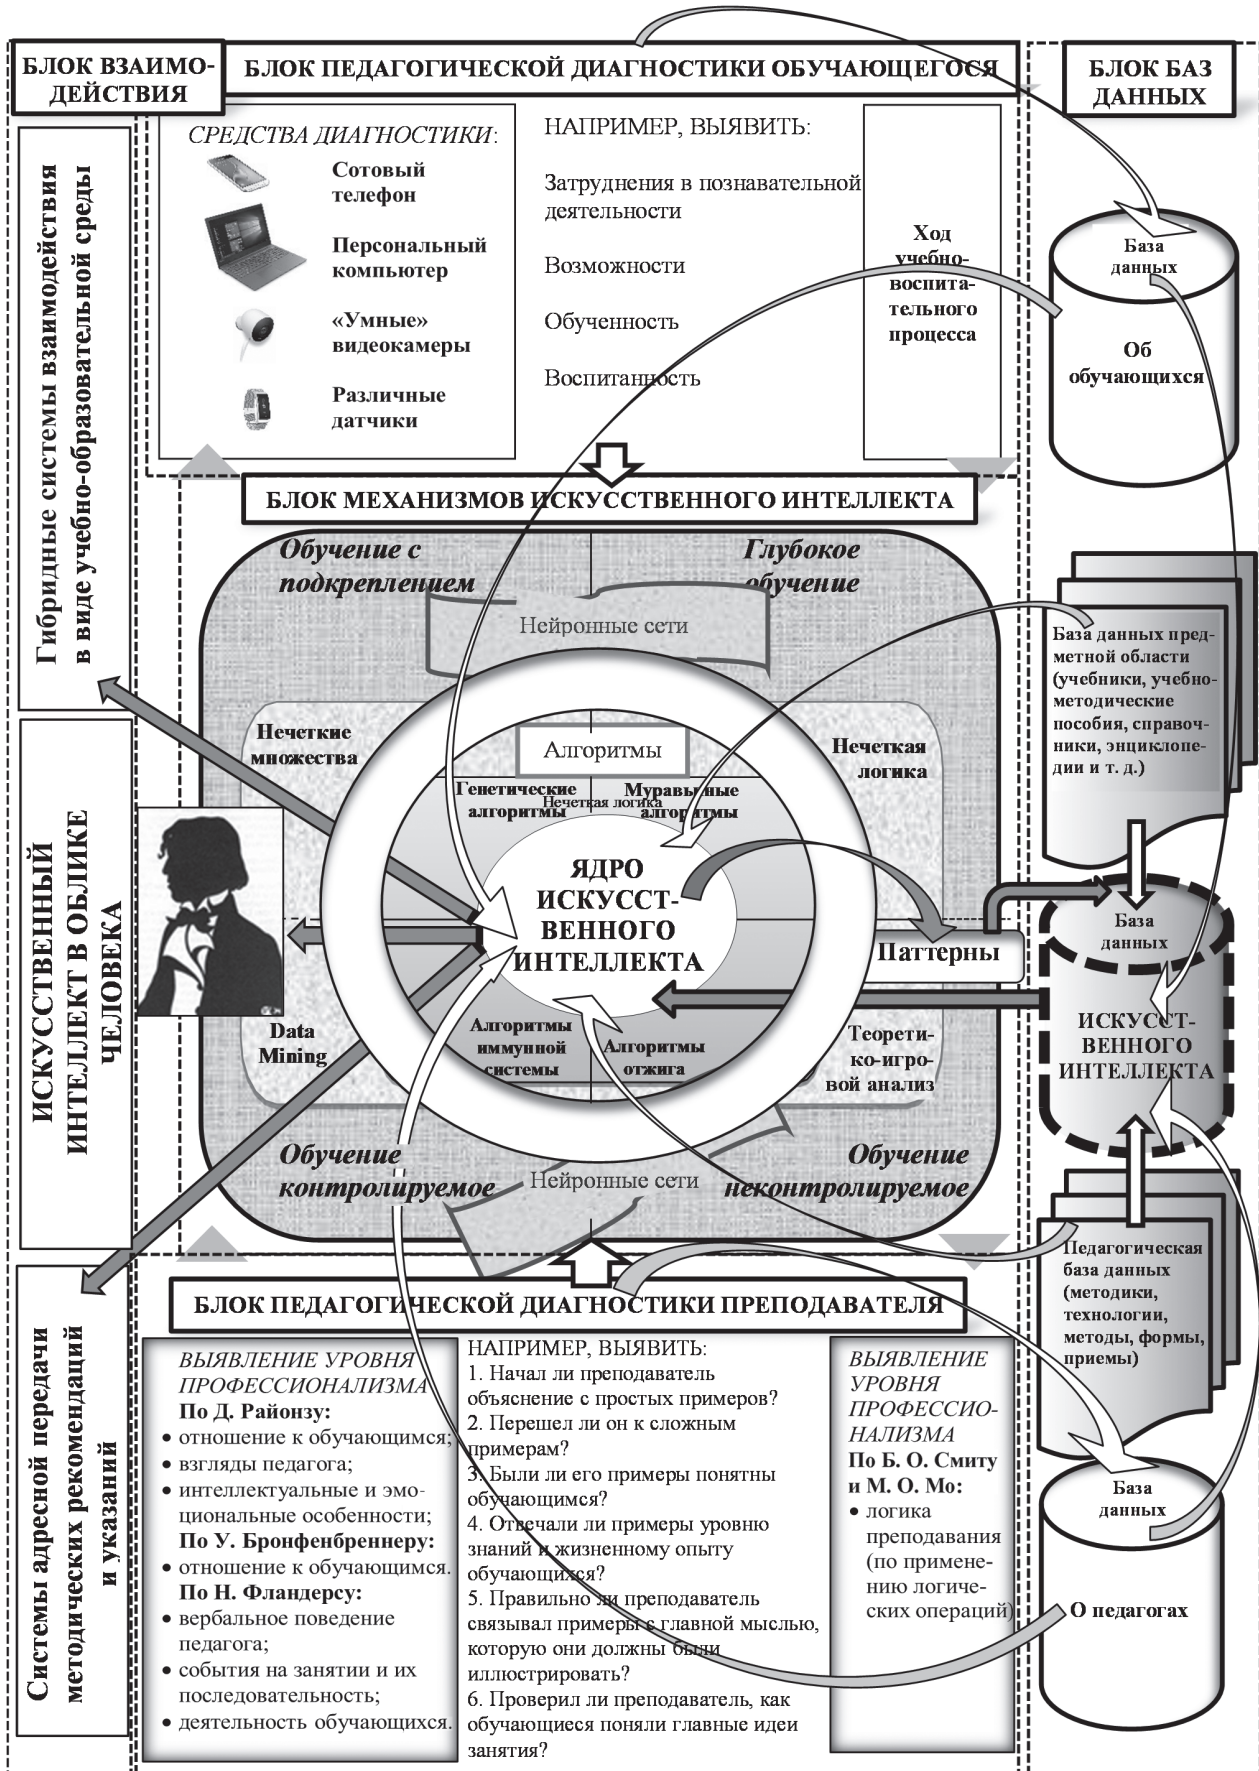 БЛОК ВЗАИМО-
ДЕЙСТВИЯ
БЛОК ПЕДАГОГИЧЕСКОЙ ДИАГНОСТИКИ ОБУЧАЮЩЕГОСЯ
БЛОК БАЗ
ДАННЫХ
Гибридные системы взаимодействия
в виде учебно-образовательной среды
СРЕДСТВА ДИАГНОСТИКИ:
Сотовый
телефон
Персональный
компьютер
«Умные»
видеокамеры
Различные
датчики
НАПРИМЕР, ВЫЯВИТЬ:
Затруднения в познавательной
деятельности
Возможности
Обученность
Воспитанность
Ход
учебно-
воспита-
тельного
процесса
База
данных
Об
обучающихся
БЛОК МЕХАНИЗМОВ ИСКУССТВЕННОГО ИНТЕЛЛЕКТА
Обучение с
подкреплением
Глубокое
обучение
Нейронные сети
Нечеткие
множества
Нечеткая
логика
Алгоритмы
Генетические
алгоритмы
Нечеткая логика
Муравьиные
алгоритмы
ЯДРО
ИСКУССТ-
ВЕННОГО
ИНТЕЛЛЕКТА
Паттерны
Data
Mining
Алгоритмы
иммунной
системы
Алгоритмы
отжига
Теорети-
ко-игро-
вой анализ
Обучение
контролируемое
Нейронные сети
Обучение
неконтролируемое
База данных пред-
метной области
(учебники, учебно-
методические
пособия, справоч-
ники, энциклопе-
дии и т. д.)
База
данных
ИСКУССТ-
ВЕННОГО
ИНТЕЛЛЕКТА
ИСКУССТВЕННЫЙ
ИНТЕЛЛЕКТ В ОБЛИКЕ
ЧЕЛОВЕКА
Педагогическая
база данных
(методики,
технологии,
методы, формы,
приемы)
Системы адресной передачи
методических рекомендаций
и указаний
БЛОК ПЕДАГОГИЧЕСКОЙ ДИАГНОСТИКИ ПРЕПОДАВАТЕЛЯ
ВЫЯВЛЕНИЕ УРОВНЯ
ПРОФЕССИОНАЛИЗМА
По Д. Районзу:
• отношение к обучающимся;
• взгляды педагога;
• интеллектуальные и эмо-
циональные особенности;
По У. Бронфенбреннеру:
• отношение к обучающимся.
По Н. Фландерсу:
• вербальное поведение
педагога;
• события на занятии и их
последовательность;
• деятельность обучающихся.
НАПРИМЕР, ВЫЯВИТЬ:
1. Начал ли преподаватель
объяснение с простых примеров?
2. Перешел ли он к сложным
примерам?
3. Были ли его примеры понятны
обучающимся?
4. Отвечали ли примеры уровню
знаний и жизненному опыту
обучающихся?
5. Правильно ли преподаватель
связывал примеры с главной мыслью,
которую они должны были
иллюстрировать?
6. Проверил ли преподаватель, как
обучающиеся поняли главные идеи
занятия?
ВЫЯВЛЕНИЕ
УРОВНЯ
ПРОФЕССИО-
НАЛИЗМА
По Б. О. Смиту
и М. О. Мо:
• логика
преподавания
(по примене-
нию логиче-
ских операций)
База
данных
О педагогах